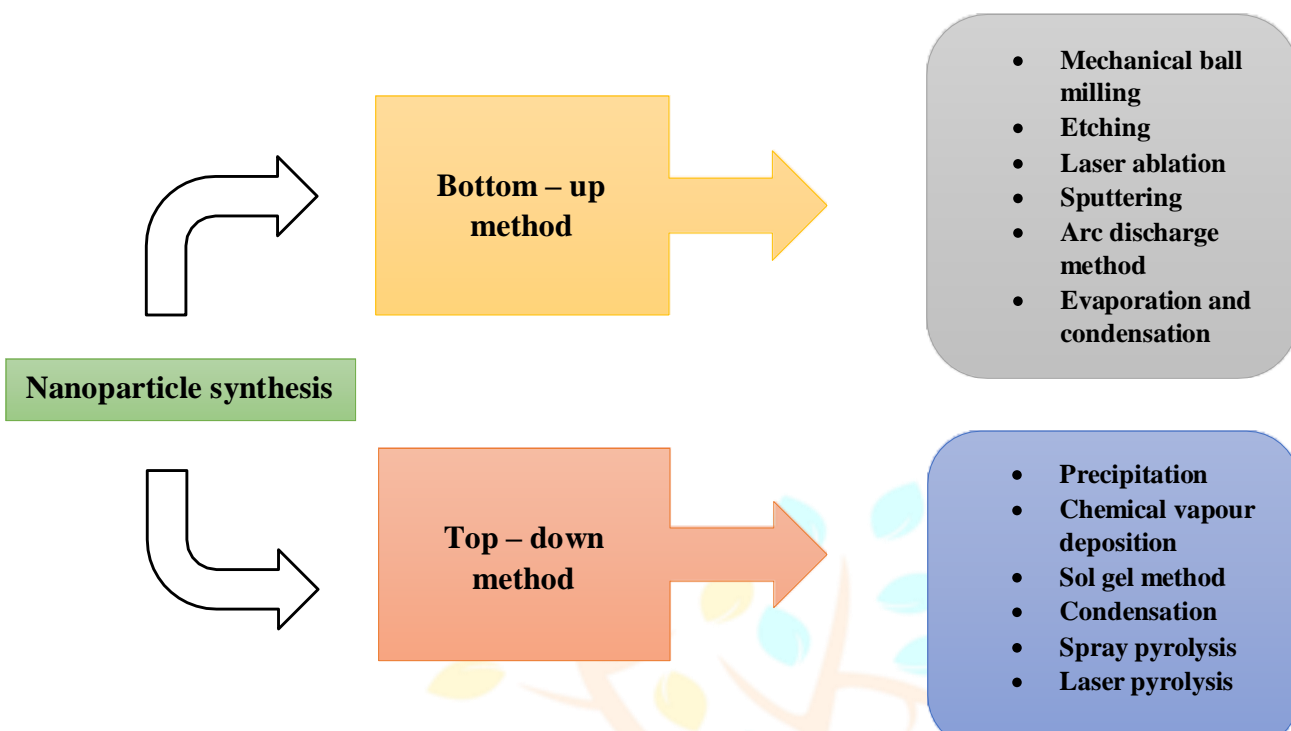 Nanoparticle synthesis
Bottom – up
method
• Mechanical ball
milling
• Etching
• Laser ablation
• Sputtering
• Arc discharge
method
• Evaporation and
condensation
Top – down
method
• Precipitation
• Chemical vapour
deposition
• Sol gel method
• Condensation
• Spray pyrolysis
• Laser pyrolysis